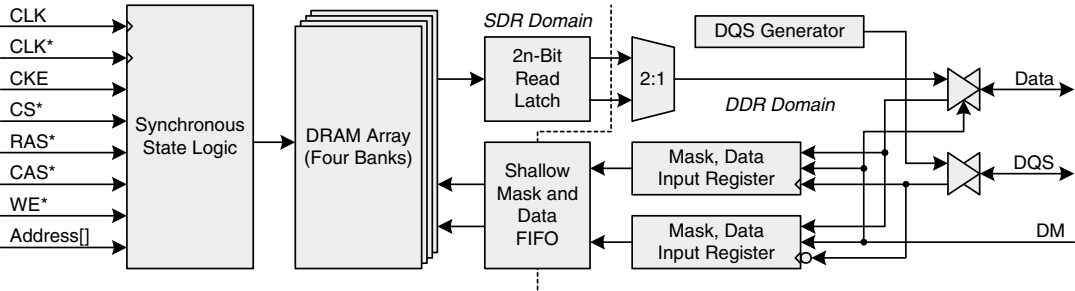 CLK
CLK*
CKE
CS*
RAS*
CAS*
WE*
Address[]
Synchronous
State Logic
DRAM Array
(Four Banks)
SDR Domain
2n-Bit
Read
Latch
2:1
DQS Generator
DDR Domain
Data
Shallow
Mask and
Data
FIFO
Mask, Data
Input Register
DQS
Mask, Data
Input Register
DM